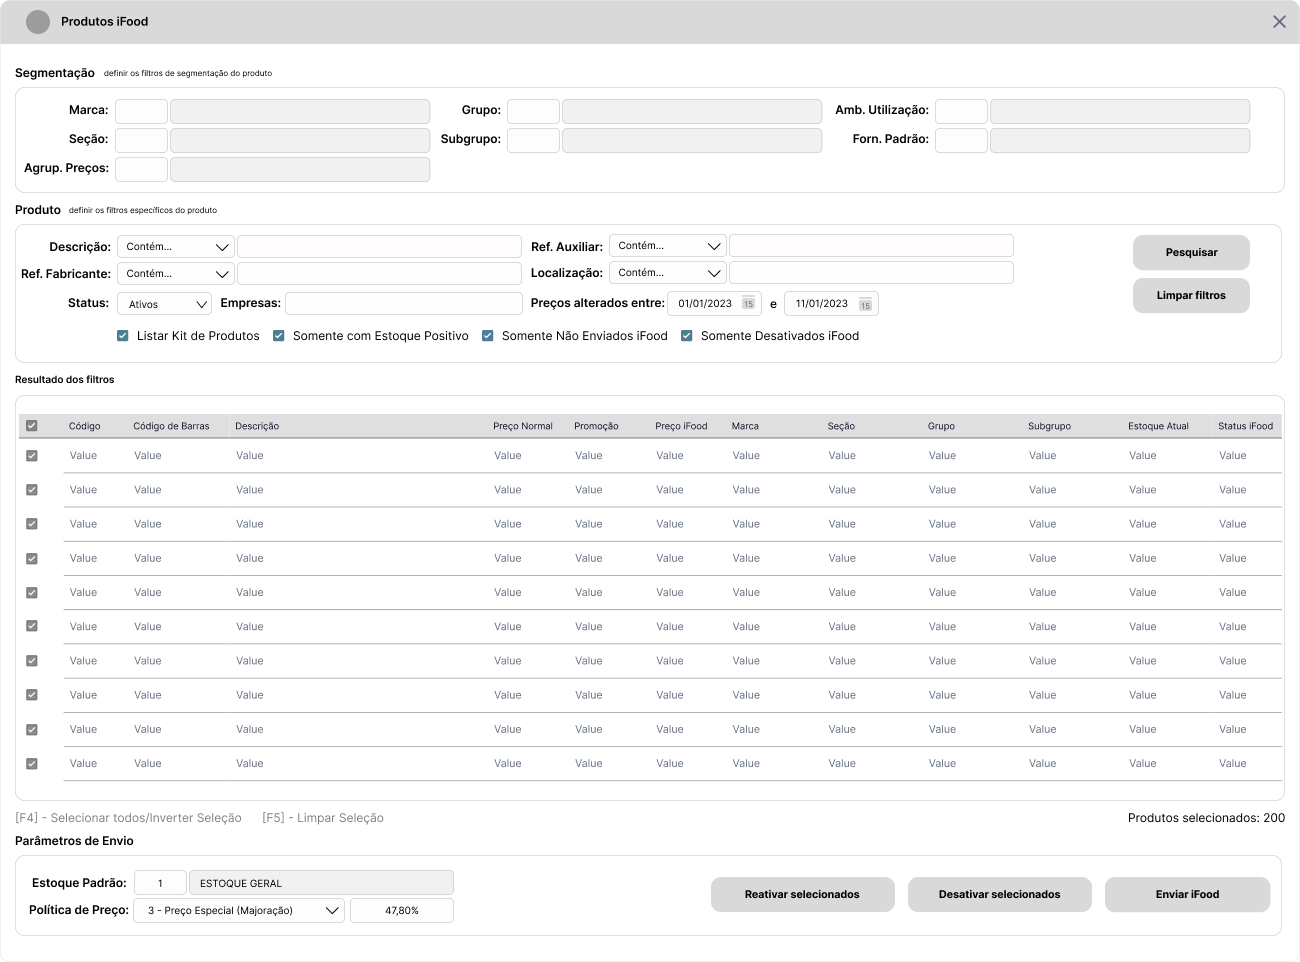 Produtos iFood
Segmentação definir os filtros de segmentação do produto
Marca: Grupo: Amb. Utilização:
Seção: Subgrupo: Forn. Padrão:
Agrup. Preços:
Produto definir os filtros específicos do produto
Descrição: Contém... Ref. Auxiliar: Contém... Pesquisar
Ref. Fabricante: Contém... Localização: Contém...
Status: Ativos Empresas: Preços alterados entre: 01/01/2023 15 e 11/01/2023 15 Limpar filtros
Listar Kit de Produtos Somente com Estoque Positivo Somente Não Enviados iFood Somente Desativados iFood
Resultado dos filtros
Código Código de Barras Descrição Preço Normal Promoção Preço iFood Marca Seção Grupo Subgrupo Estoque Atual Status iFood
Value Value Value Value Value Value Value Value Value Value Value Value
Value Value Value Value Value Value Value Value Value Value Value Value
Value Value Value Value Value Value Value Value Value Value Value Value
Value Value Value Value Value Value Value Value Value Value Value Value
Value Value Value Value Value Value Value Value Value Value Value Value
Value Value Value Value Value Value Value Value Value Value Value Value
Value Value Value Value Value Value Value Value Value Value Value Value
Value Value Value Value Value Value Value Value Value Value Value Value
Value Value Value Value Value Value Value Value Value Value Value Value
Value Value Value Value Value Value Value Value Value Value Value Value
[F4] - Selecionar todos/Inverter Seleção [F5] - Limpar Seleção Produtos selecionados: 200
Parâmetros de Envio
Estoque Padrão: 1 ESTOQUE GERAL
Política de Preço: 3 - Preço Especial (Majoração) 47,80%
Reativar selecionados Desativar selecionados Enviar iFood